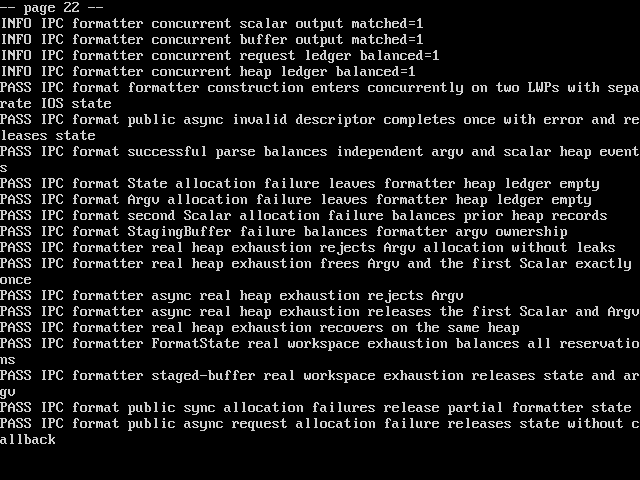 -- page 22 --
INFO IPC formatter concurrent scalar output matched=1
INFO IPC formatter concurrent buffer output matched=1
INFO IPC formatter concurrent request ledger balanced=1
INFO IPC formatter concurrent heap ledger balanced=1
PASS IPC format formatter construction enters concurrently on two LWPs with sepa
rate IOS state
PASS IPC format public async invalid descriptor completes once with error and re
leases state
PASS IPC format successful parse balances independent argv and scalar heap event
s
PASS IPC format State allocation failure leaves formatter heap ledger empty
PASS IPC format Argv allocation failure leaves formatter heap ledger empty
PASS IPC format second Scalar allocation failure balances prior heap records
PASS IPC format StagingBuffer failure balances formatter argv ownership
PASS IPC formatter real heap exhaustion rejects Argv allocation without leaks
PASS IPC formatter real heap exhaustion frees Argv and the first Scalar exactly
once
PASS IPC formatter async real heap exhaustion rejects Argv
PASS IPC formatter async real heap exhaustion releases the first Scalar and Argv
PASS IPC formatter real heap exhaustion recovers on the same heap
PASS IPC formatter FormatState real workspace exhaustion balances all reservatio
ns
PASS IPC formatter staged-buffer real workspace exhaustion releases state and ar
gv
PASS IPC format public sync allocation failures release partial formatter state
PASS IPC format public async request allocation failure releases state without c
allback